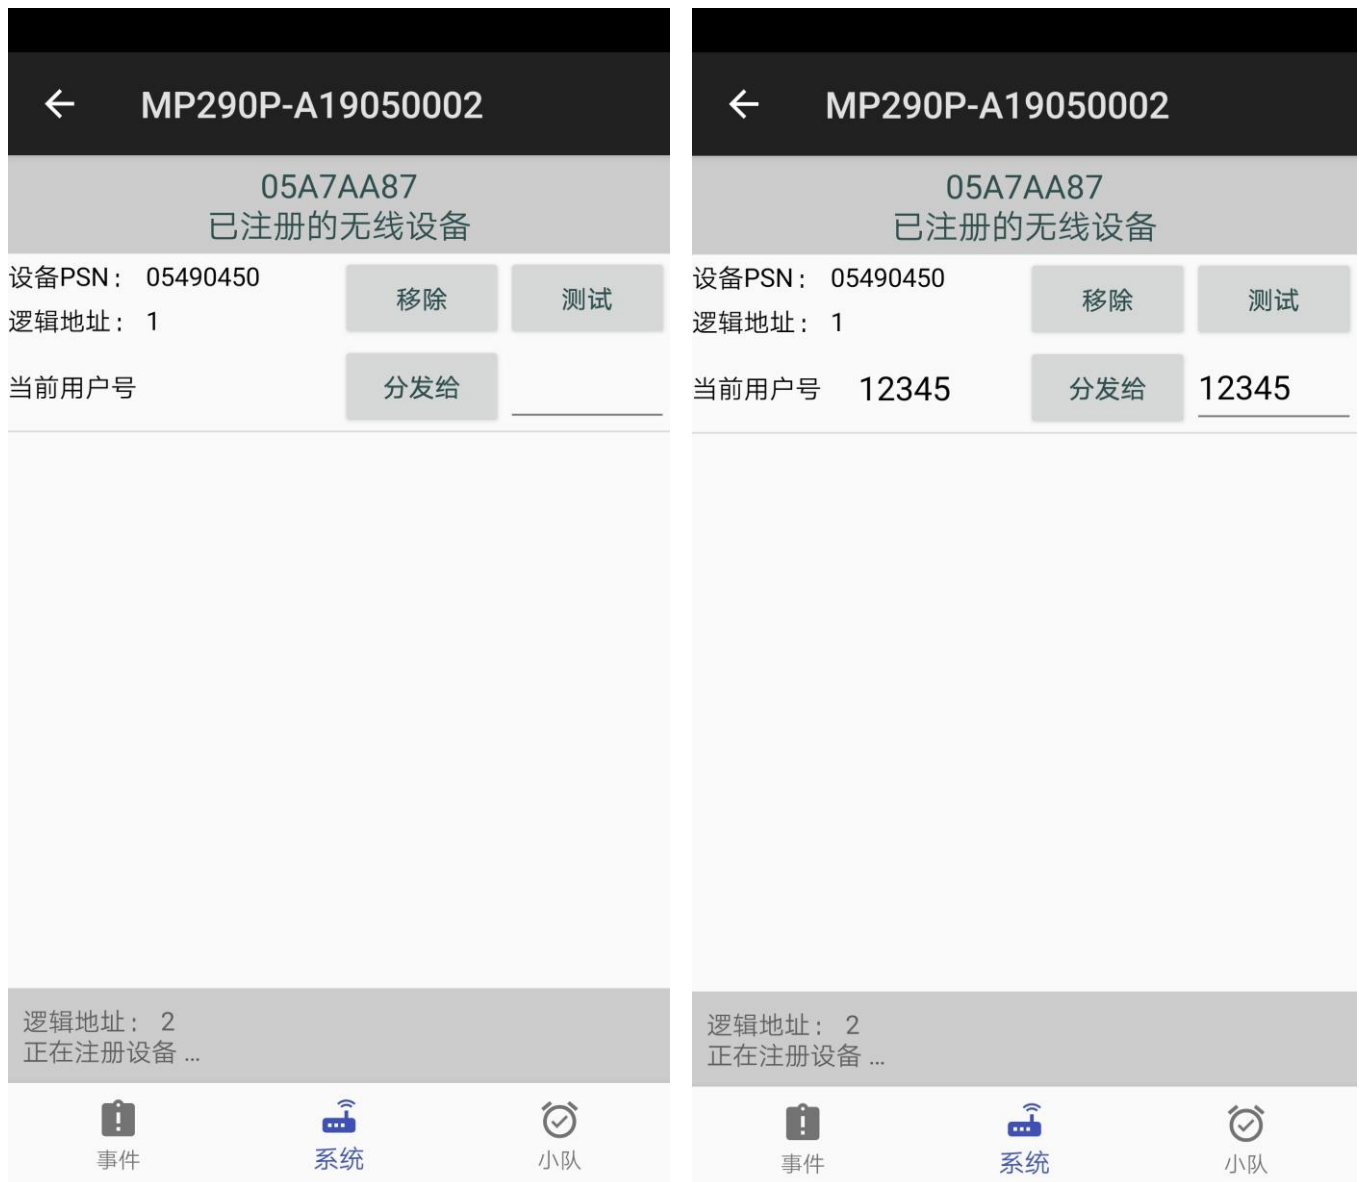 MP290P-A19050002
05A7AA87
已注册的无线设备
设备PSN： 05490450
移除
测试
逻辑地址： 1
当前用户号
分发给
逻辑地址： 2
正在注册设备 ...
事件
系统
小队
MP290P-A19050002
05A7AA87
已注册的无线设备
设备PSN： 05490450
移除
测试
逻辑地址： 1
当前用户号 12345
分发给
12345
逻辑地址： 2
正在注册设备 ...
事件
系统
小队